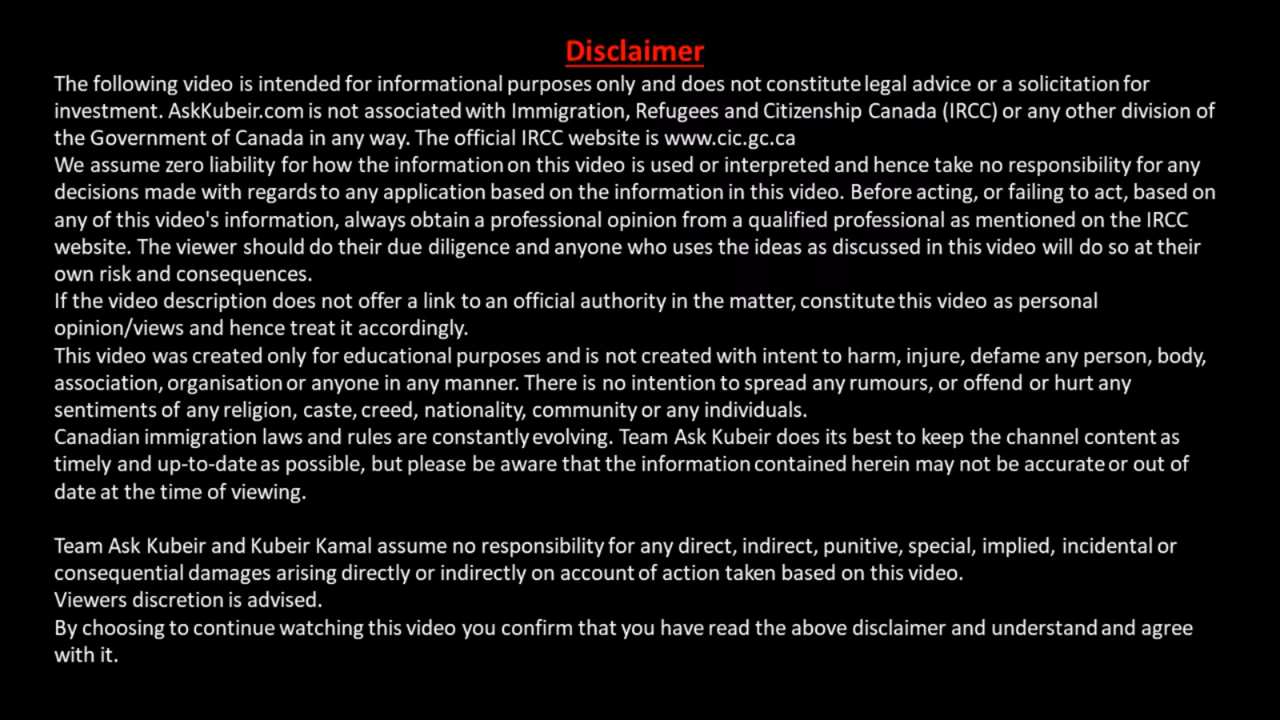 Disclaimer
The following video is intended for informational purposes only and does not constitute legal advice or a solicitation for
investment. AskKubeir.com is not associated with Immigration, Refugees and Citizenship Canada (IRCC) or any other division of
the Government of Canada in any way. The official IRCC website is www.cic.gc.ca
We assume zero liability for how the information on this video is used or interpreted and hence take no responsibility for any
decisions made with regards to any application based on the information in this video. Before acting, or failing to act, based on
any of this video's information, always obtain a professional opinion from a qualified professional as mentioned on the IRCC
website. The viewer should do their due diligence and anyone who uses the ideas as discussed in this video will do so at their
own risk and consequences.
If the video description does not offer a link to an official authority in the matter, constitute this video as personal
opinion/views and hence treat it accordingly.
This video was created only for educational purposes and is not created with intent to harm, injure, defame any person, body,
association, organisation or anyone in any manner. There is no intention to spread any rumours, or offend or hurt any
sentiments of any religion, caste, creed, nationality, community or any individuals.
Canadian immigration laws and rules are constantly evolving. Team Ask Kubeir does its best to keep the channel content as
timely and up-to-date as possible, but please be aware that the information contained herein may not be accurate or out of
date at the time of viewing.
Team Ask Kubeir and Kubeir Kamal assume no responsibility for any direct, indirect, punitive, special, implied, incidental or
consequential damages arising directly or indirectly on account of action taken based on this video.
Viewers discretion is advised.
By choosing to continue watching this video you confirm that you have read the above disclaimer and understand and agree
with it.